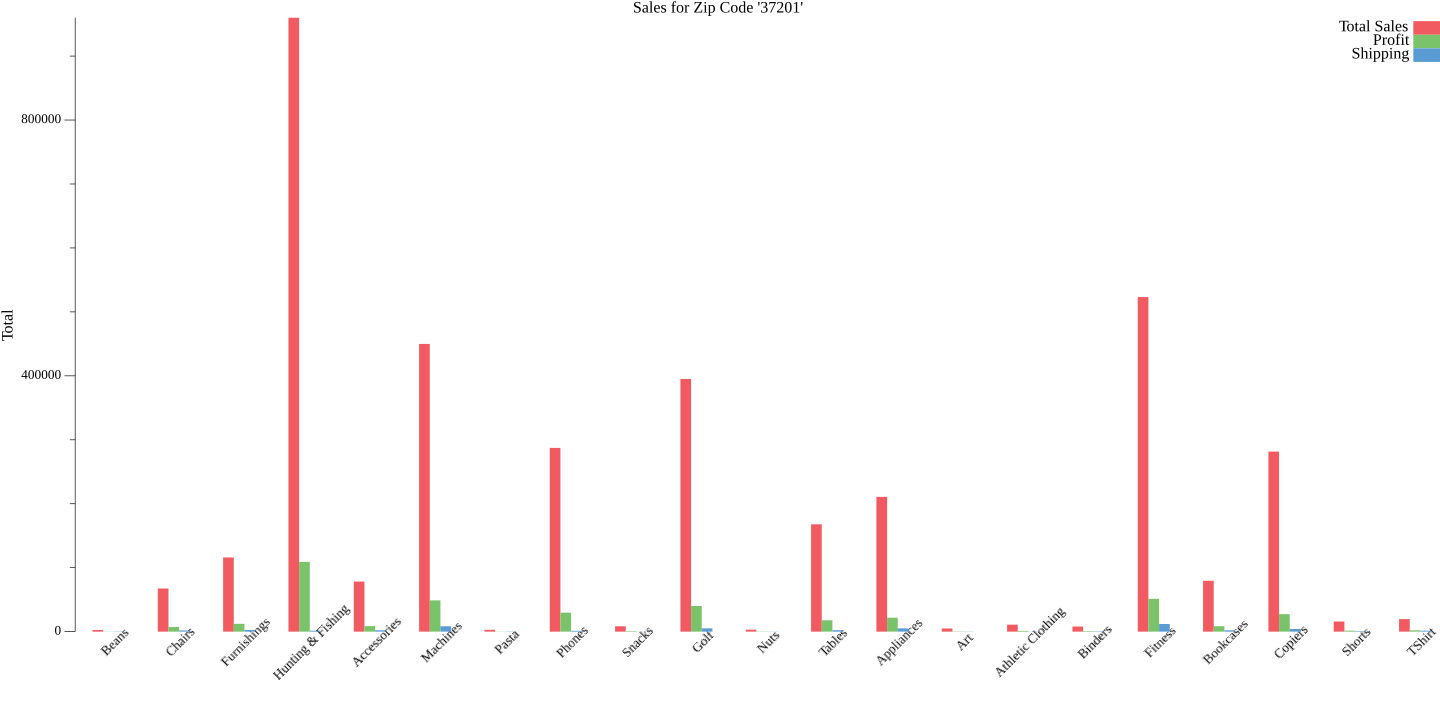 Sales for Zip Code '37201'
Total Sales
Profit
Shipping
800000
400000
0
Total
Beans
Chairs
Furnishings
Hunting & Fishing
Accessories
Machines
Pasta
Phones
Snacks
Golf
Nuts
Tables
Appliances
Art
Athletic Clothing
Binders
Fitness
Bookcases
Copiers
Shorts
TShirt